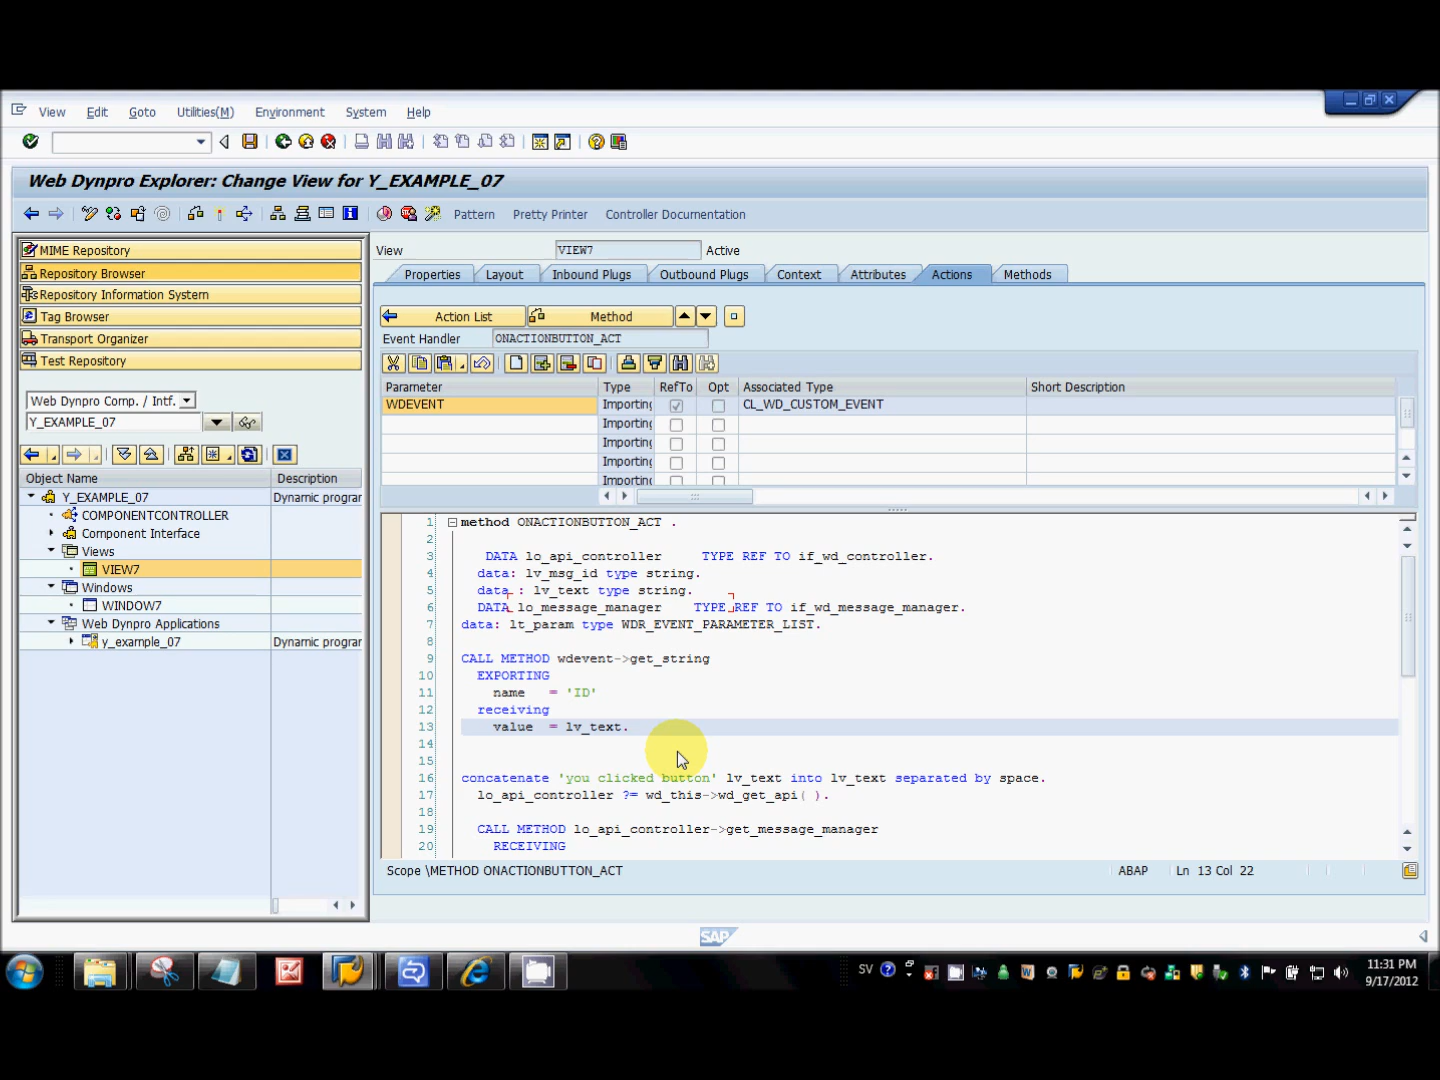 View Edit Goto Utilities(M) Environment System Help
Web Dynpro Explorer: Change View for Y_EXAMPLE_07
Pattern Pretty Printer Controller Documentation
MIME Repository
Repository Browser
Repository Information System
Tag Browser
Transport Organizer
Test Repository
Web Dynpro Comp. / Intf.
Y_EXAMPLE_07
Object Name Description
Y_EXAMPLE_07 Dynamic progran
COMPONENTCONTROLLER
Component Interface
Views
VIEW7
Windows
WINDOW7
Web Dynpro Applications
y_example_07 Dynamic progran
View VIEW7 Active
Properties Layout Inbound Plugs Outbound Plugs Context Attributes Actions Methods
Action List Method
Event Handler ONACTIONBUTTON_ACT
Parameter Type RefTo Opt Associated Type Short Description
WDEVENT Importing CL_WD_CUSTOM_EVENT
Importing
Importing
Importing
Importing
1 method ONACTIONBUTTON_ACT .
2
3 DATA lo_api_controller TYPE REF TO if_wd_controller.
4 data: lv_msg_id type string.
5 data : lv_text type string.
6 DATA lo_message_manager TYPE REF TO if_wd_message_manager.
7 data: lt_param type WDR_EVENT_PARAMETER_LIST.
8
9 CALL METHOD wdevent->get_string
10 EXPORTING
11 name = 'ID'
12 receiving
13 value = lv_text.
14
15
16 concatenate 'you clicked button' lv_text into lv_text separated by space.
17 lo_api_controller ?= wd_this->wd_get_api( ).
18
19 CALL METHOD lo_api_controller->get_message_manager
20 RECEIVING
Scope \METHOD ONACTIONBUTTON_ACT ABAP Ln 13 Col 22
SAP
SV
11:31 PM
9/17/2012